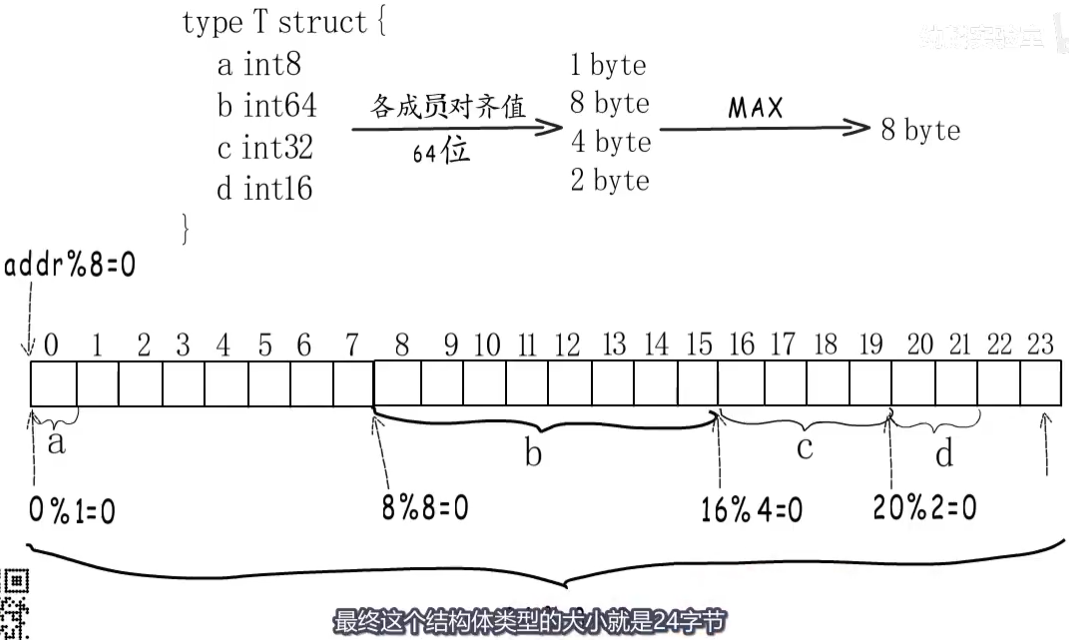 type T struct {
a int8
b int64
c int32
d int16
}
各成员对齐值
64位
1 byte
8 byte
4 byte
2 byte
MAX
8 byte
addr%8=0
0 1 2 3 4 5 6 7 8 9 10 11 12 13 14 15 16 17 18 19 20 21 22 23
a
b
c
d
0%1=0
8%8=0
16%4=0
20%2=0
最终这个结构体类型的大小就是24字节